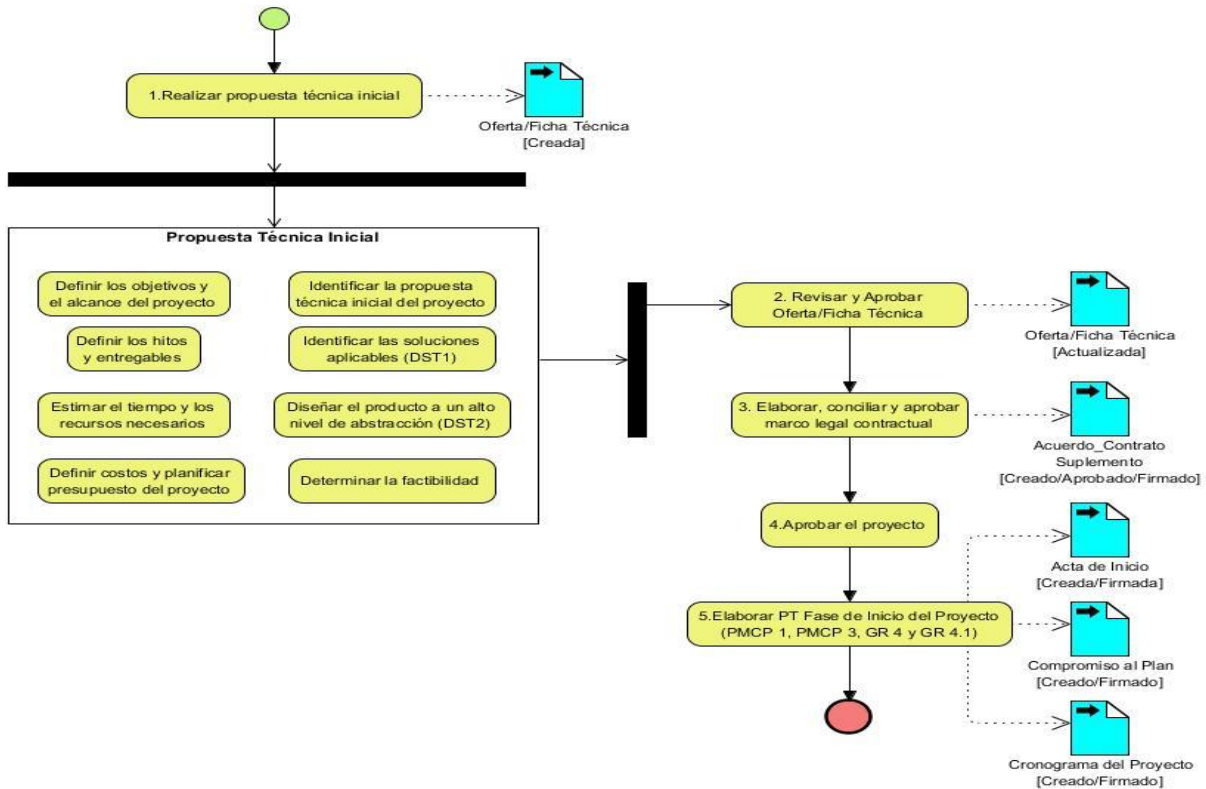 1.Realizar propuesta técnica inicial
Oferta/Ficha Técnica
[Creada]
Propuesta Técnica Inicial
Definir los objetivos y
el alcance del proyecto
Identificar la propuesta
técnica inicial del proyecto
Definir los hitos
y entregables
Identificar las soluciones
aplicables (DST1)
Estimar el tiempo y los
recursos necesarios
Diseñar el producto a un alto
nivel de abstracción (DST2)
Definir costos y planificar
presupuesto del proyecto
Determinar la factibilidad
2. Revisar y Aprobar
Oferta/Ficha Técnica
Oferta/Ficha Técnica
[Actualizada]
3. Elaborar, conciliar y aprobar
marco legal contractual
Acuerdo_Contrato
Suplemento
[Creado/Aprobado/Firmado]
4.Aprobar el proyecto
Acta de Inicio
[Creada/Firmada]
5.Elaborar PT Fase de Inicio del Proyecto
(PMCP 1, PMCP 3, GR 4 y GR 4.1)
Compromiso al Plan
[Creado/Firmado]
Cronograma del Proyecto
[Creado/Firmado]